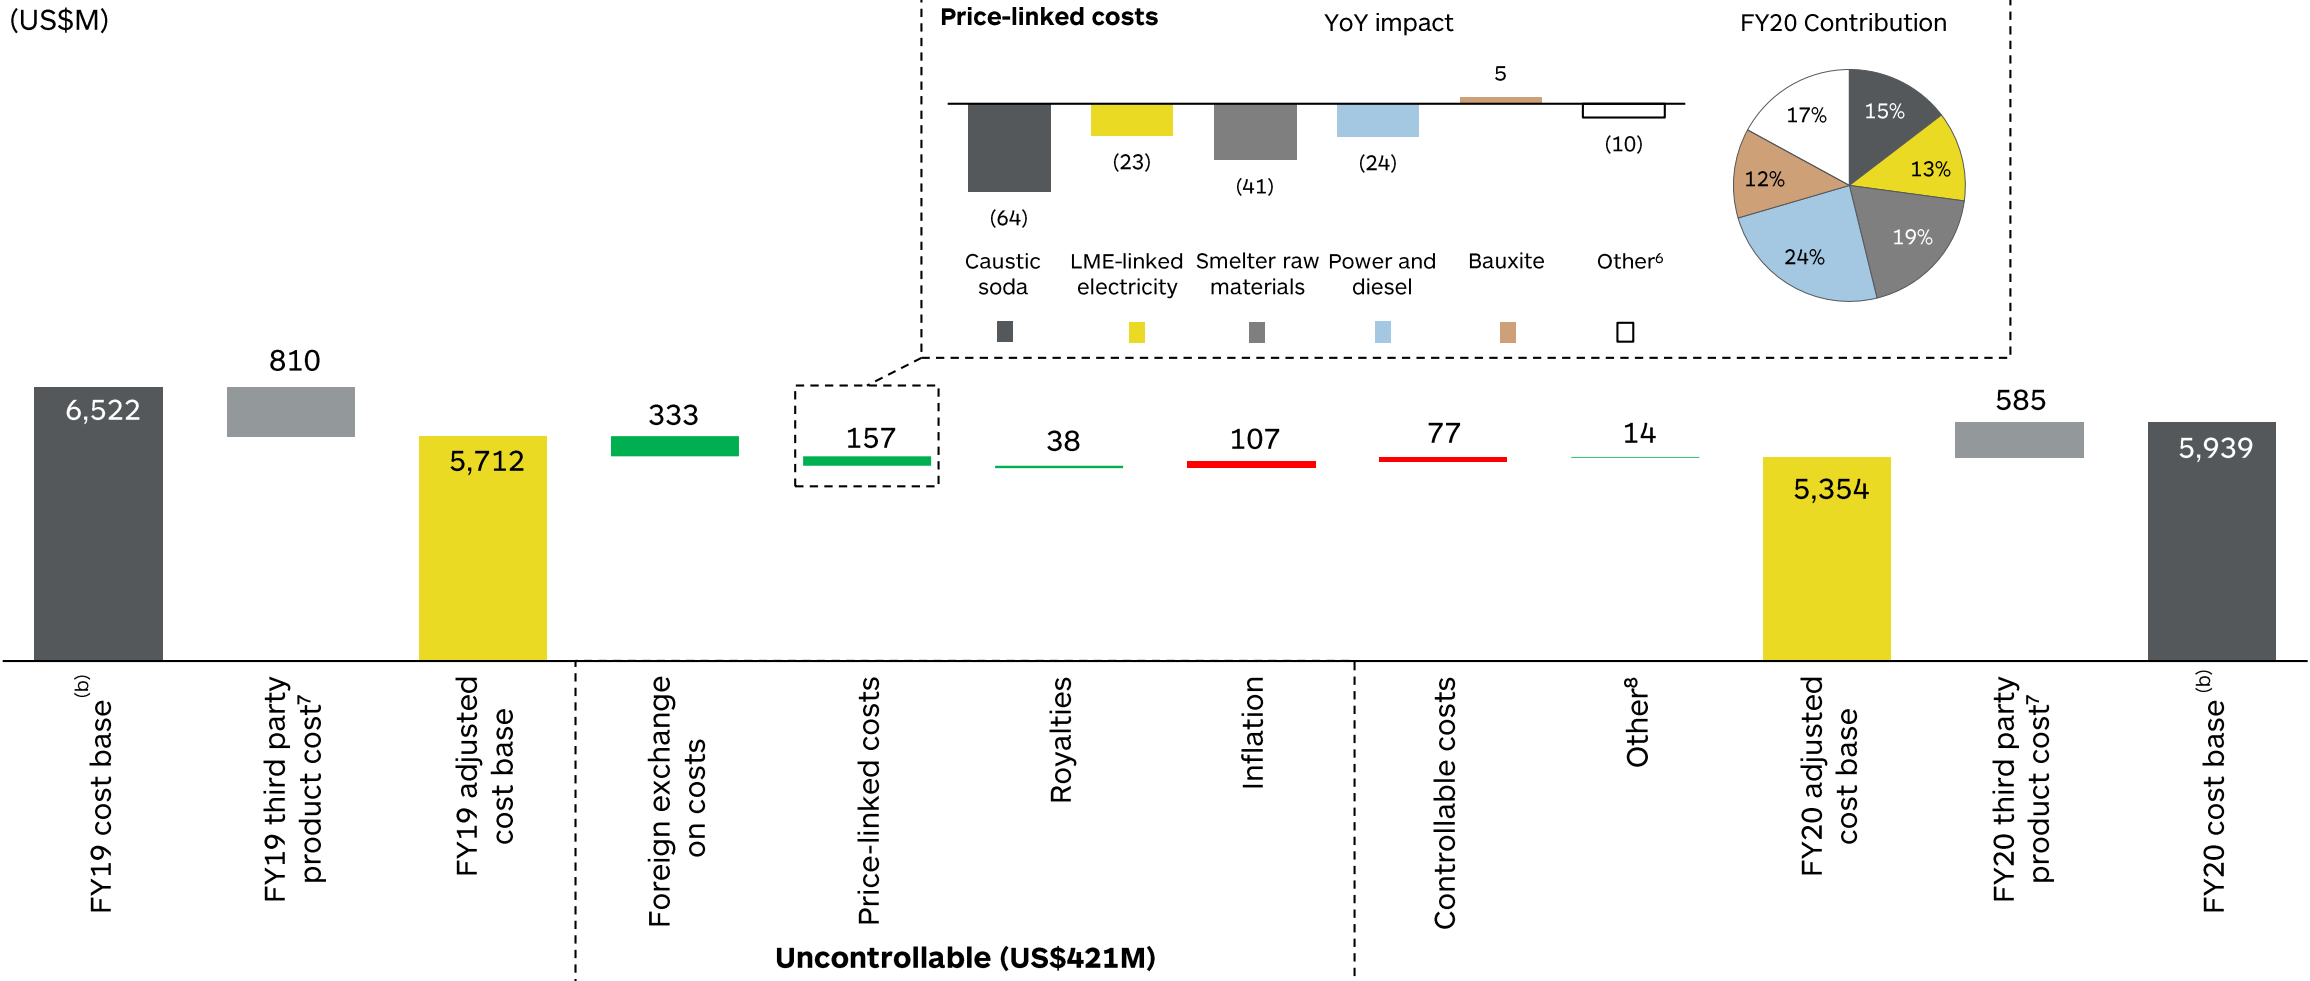 (US$M)
Price-linked costs
YoY impact
FY20 Contribution
5
(64)
(23)
(41)
(24)
(10)
Caustic
soda
LME-linked
electricity
Smelter raw
materials
Power and
diesel
Bauxite
Other6
15%
13%
19%
24%
12%
17%
6,522
810
5,712
333
157
38
107
77
14
5,354
585
5,939
FY19 cost base (b)
FY19 third party
product cost7
FY19 adjusted
cost base
Foreign exchange
on costs
Price-linked costs
Royalties
Inflation
Controllable costs
Other8
FY20 adjusted
cost base
FY20 third party
product cost7
FY20 cost base (b)
Uncontrollable (US$421M)